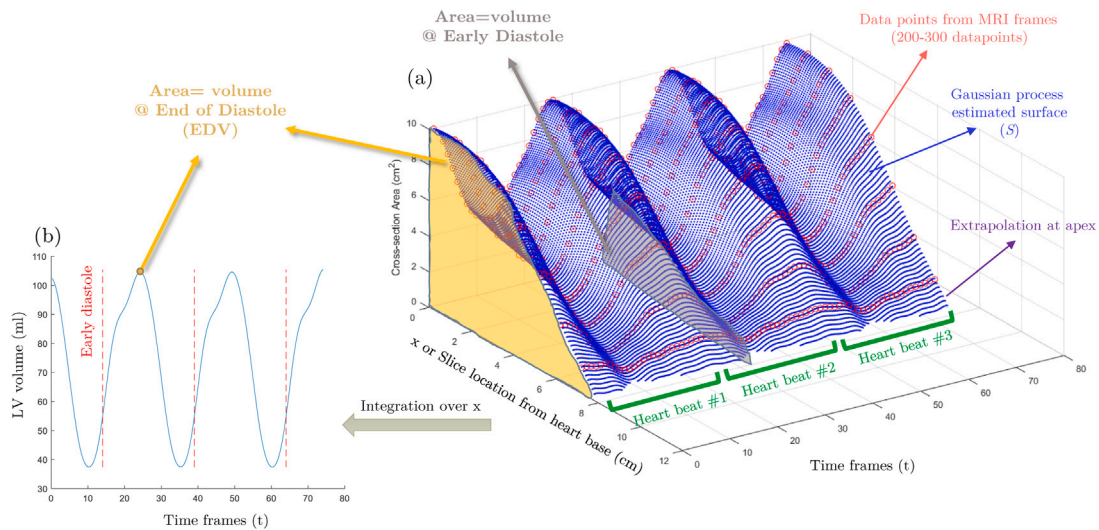 Area=volume
@ Early Diastole
Data points from MRI frames
(200-300 datapoints)
(a)
Area= volume
@ End of Diastole
(EDV)
Gaussian process
estimated surface
(S)
Extrapolation at apex
Cross-section Area (cm²)
10
8
6
4
2
0
0
2
4
6
8
10
12
x or Slice location from heart base (cm)
Heart beat #1
Heart beat #2
Heart beat #3
0
10
20
30
40
50
60
70
80
Time frames (t)
Integration over x
(b)
Early diastole
LV volume (ml)
110
100
90
80
70
60
50
40
30
0
10
20
30
40
50
60
70
80
Time frames (t)